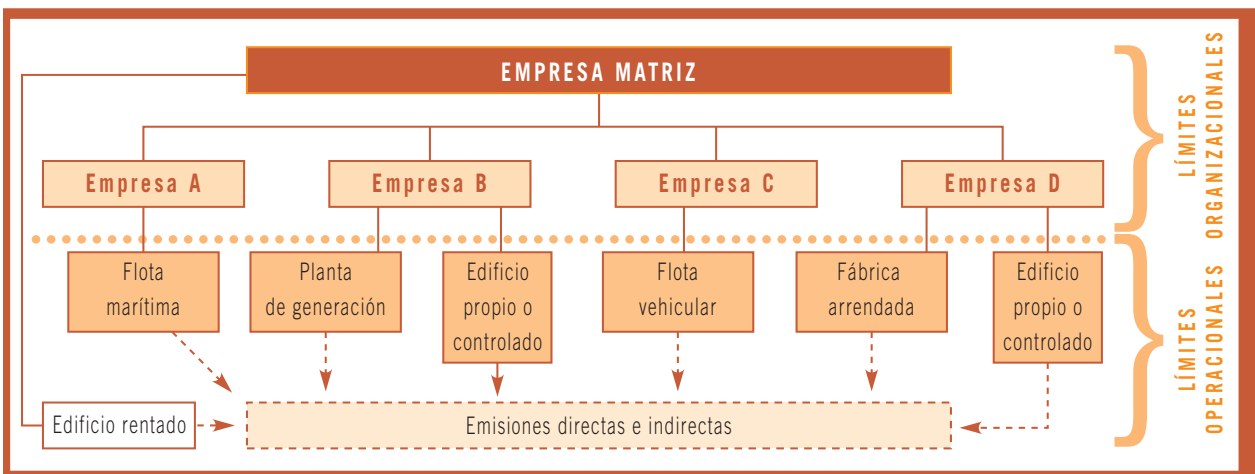 EMPRESA MATRIZ
Empresa A
Empresa B
Empresa C
Empresa D
LÍMITES
ORGANIZACIONALES
Flota
marítima
Planta
de generación
Edificio
propio o
controlado
Flota
vehicular
Fábrica
arrendada
Edificio
propio o
controlado
LÍMITES
OPERACIONALES
Edificio rentado
Emisiones directas e indirectas